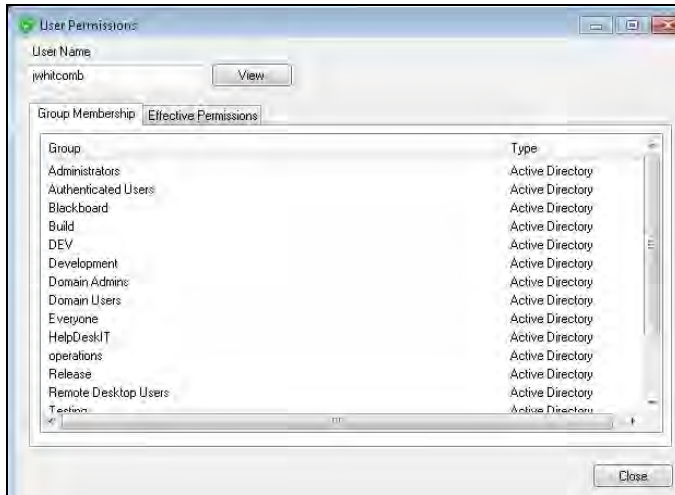 User Permissions
User Name
jwhitcomb View
Group Membership Effective Permissions
Group Type
Administrators Active Directory
Authenticated Users Active Directory
Blackboard Active Directory
Build Active Directory
DEV Active Directory
Development Active Directory
Domain Admins Active Directory
Domain Users Active Directory
Everyone Active Directory
HelpDeskIT Active Directory
operations Active Directory
Release Active Directory
Remote Desktop Users Active Directory
Testing Active Directory
Close